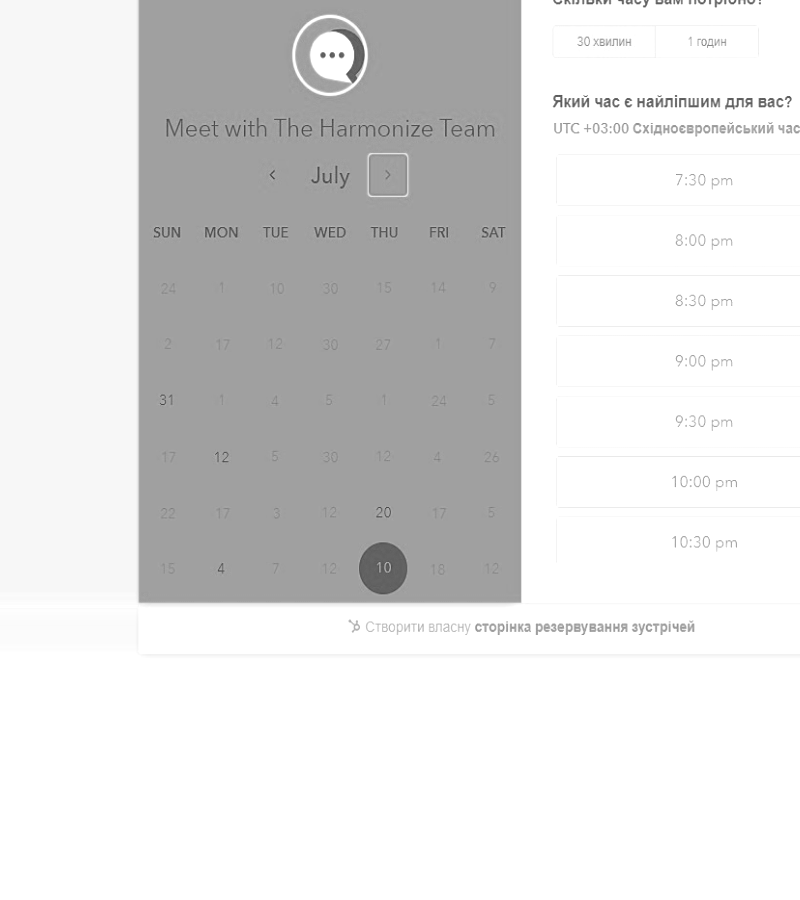 Скільки часу вам потрібно?
30 хвилин 1 годин
Який час є найліпшим для вас?
UTC +03:00 Східноєвропейський час
Meet with The Harmonize Team
July
SUN MON TUE WED THU FRI SAT
24 1 10 30 15 14 9
2 17 12 30 27 1 7
31 1 4 5 1 24 5
17 12 5 30 12 4 26
22 17 3 12 20 17 5
15 4 7 12 10 18 12
7:30 pm
8:00 pm
8:30 pm
9:00 pm
9:30 pm
10:00 pm
10:30 pm
Створити власну сторінка резервування зустрічей